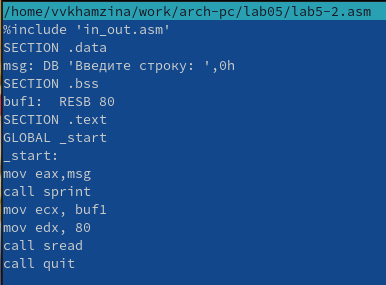 /home/vvkhamzina/work/arch-pc/lab05/lab5-2.asm
%include 'in_out.asm'
SECTION .data
msg: DB 'Введите строку: ',0h
SECTION .bss
buf1:  RESB 80
SECTION .text
GLOBAL _start
_start:
mov eax,msg
call sprint
mov ecx, buf1
mov edx, 80
call sread
call quit